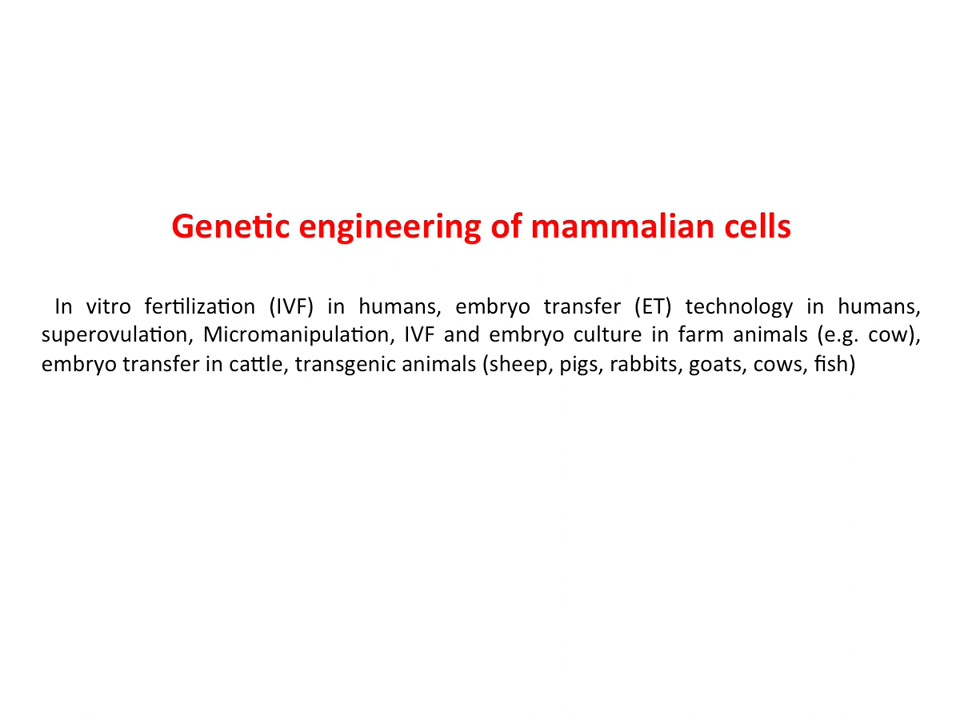 Genetic engineering of mammalian cells
In vitro fertilization (IVF) in humans, embryo transfer (ET) technology in humans,
superovulation, Micromanipulation, IVF and embryo culture in farm animals (e.g. cow),
embryo transfer in cattle, transgenic animals (sheep, pigs, rabbits, goats, cows, fish)